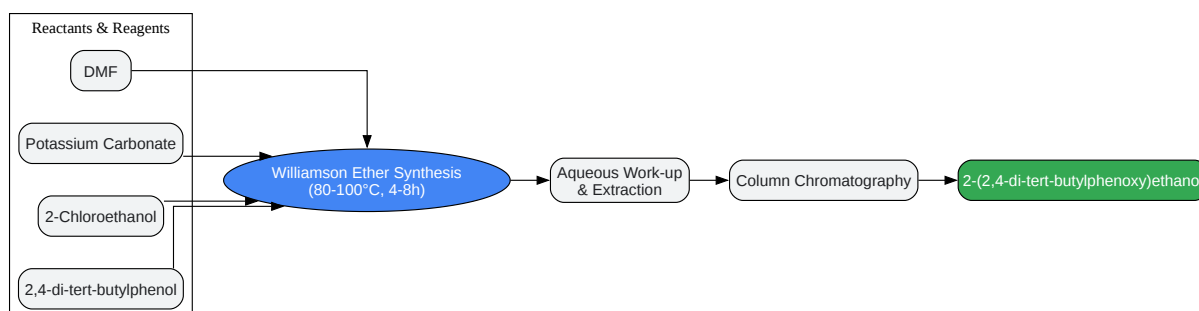 Reactants & Reagents
DMF
Potassium Carbonate
2-Chloroethanol
2,4-di-tert-butylphenol
Williamson Ether Synthesis
(80-100°C, 4-8h)
Aqueous Work-up
& Extraction
Column Chromatography
2-(2,4-di-tert-butylphenoxy)ethano